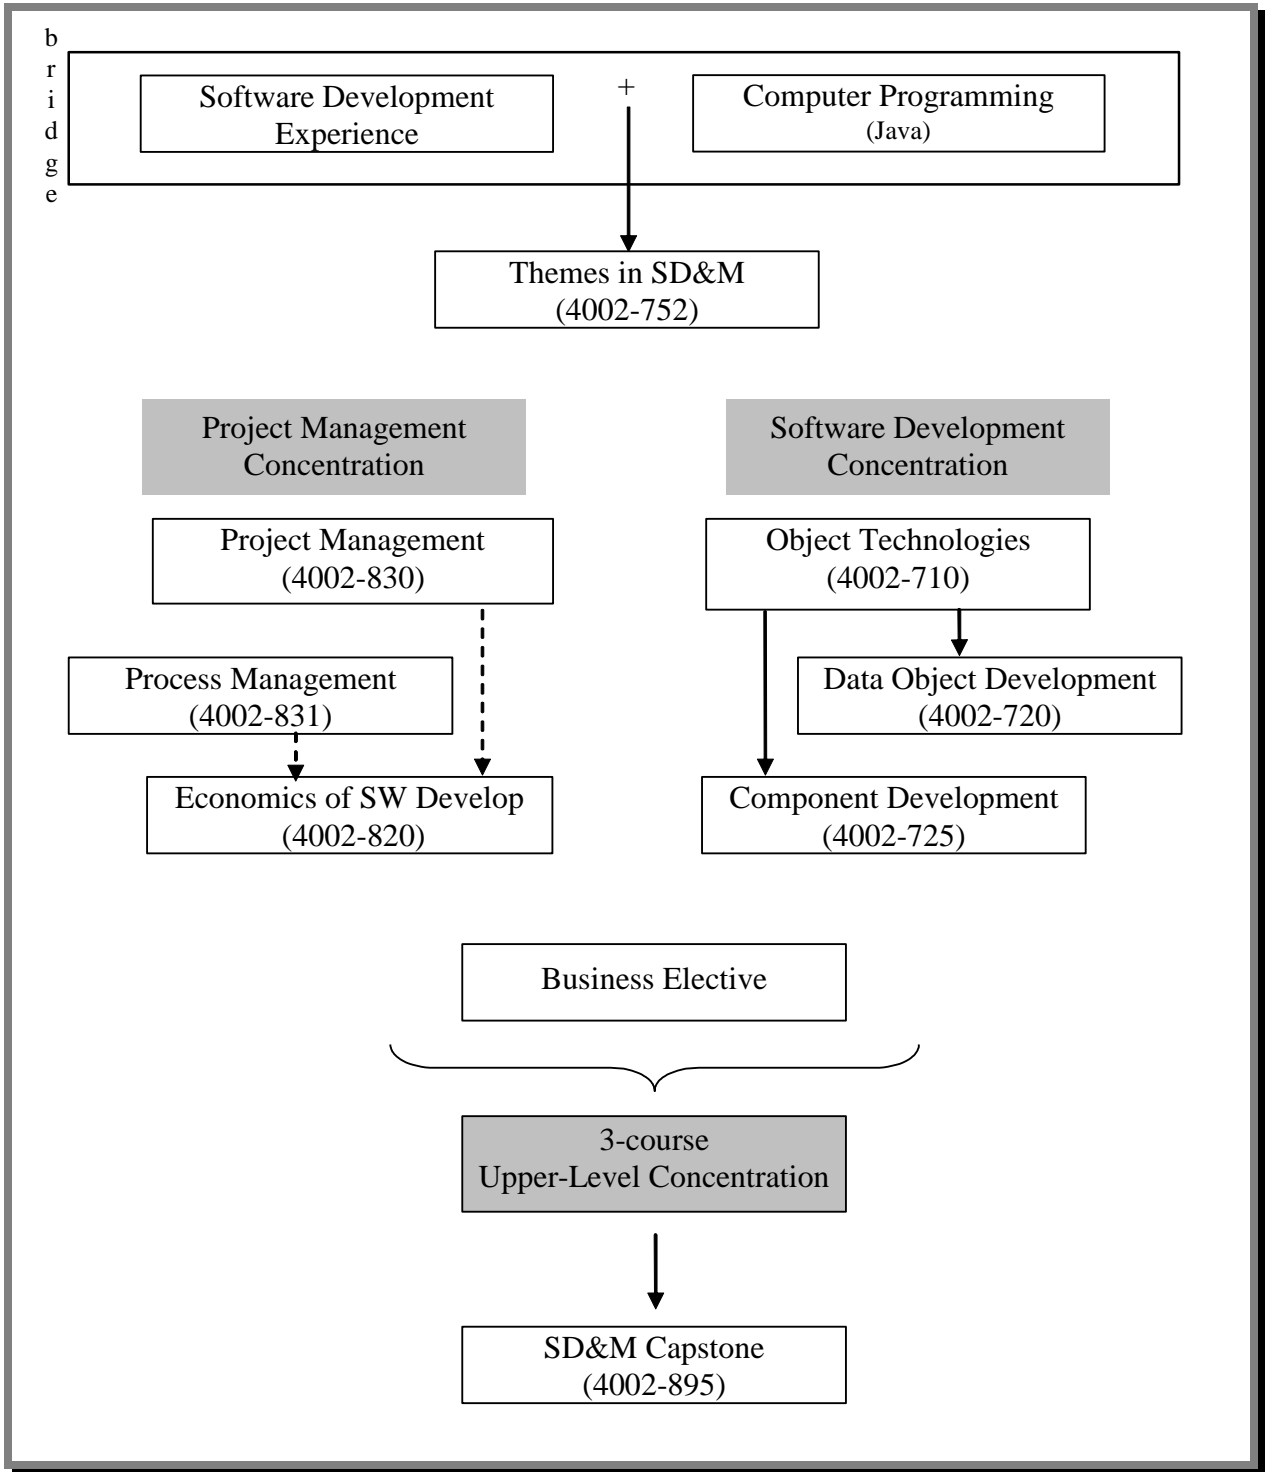 b
r
i
d
g
e
Software Development
Experience
+
Computer Programming
(Java)
Themes in SD&M
(4002-752)
Project Management
Concentration
Software Development
Concentration
Project Management
(4002-830)
Object Technologies
(4002-710)
Process Management
(4002-831)
Data Object Development
(4002-720)
Economics of SW Develop
(4002-820)
Component Development
(4002-725)
Business Elective
3-course
Upper-Level Concentration
SD&M Capstone
(4002-895)